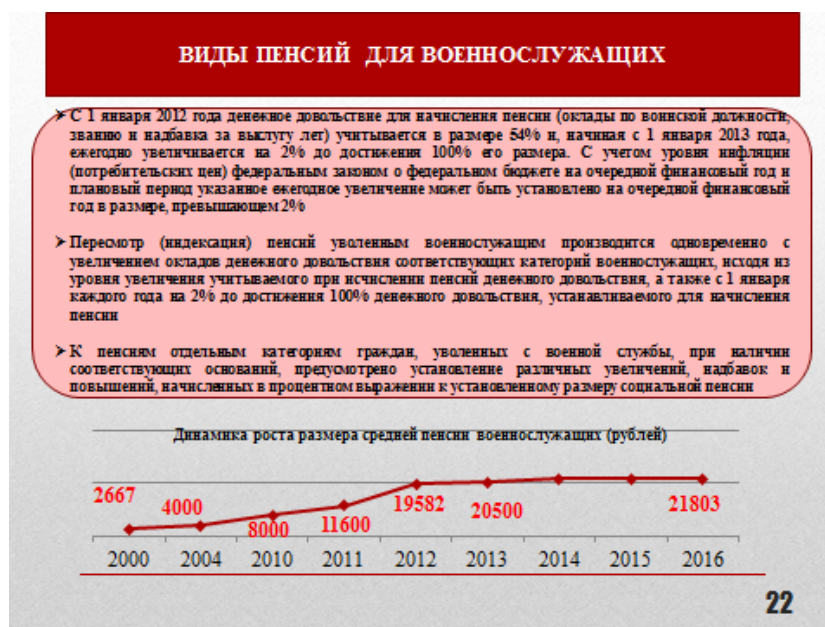 ВИДЫ ПЕНСИЙ ДЛЯ ВОЕННОСЛУЖАЩИХ
➤ С 1 января 2012 года денежное довольствие для начисления пенсии (оклады по воинской должности,
званию и надбавка за выслугу лет) учитывается в размере 54% и, начиная с 1 января 2013 года,
ежегодно увеличивается на 2% до достижения 100% его размера. С учетом уровня инфляции
(потребительских цен) федеральным законом о федеральном бюджете на очередной финансовый год и
плановый период указанное ежегодное увеличение может быть установлено на очередной финансовый
год в размере, превышающем 2%
➤ Пересмотр (индексация) пенсий уволенным военнослужащим производится одновременно с
увеличением окладов денежного довольствия соответствующих категорий военнослужащих, исходя из
уровня увеличения учитываемого при исчислении пенсий денежного довольствия, а также с 1 января
каждого года на 2% до достижения 100% денежного довольствия, устанавливаемого для начисления
пенсии
➤ К пенсиям отдельным категориям граждан, уволенных с военной службы, при наличии
соответствующих оснований, предусмотрено установление различных увеличений, надбавок и
повышений, начисленных в процентном выражении к установленному размеру социальной пенсии
Динамика роста размера средней пенсии военнослужащих (рублей)
2667 4000 8000 11600 19582 20500 21803
2000 2004 2010 2011 2012 2013 2014 2015 2016
22